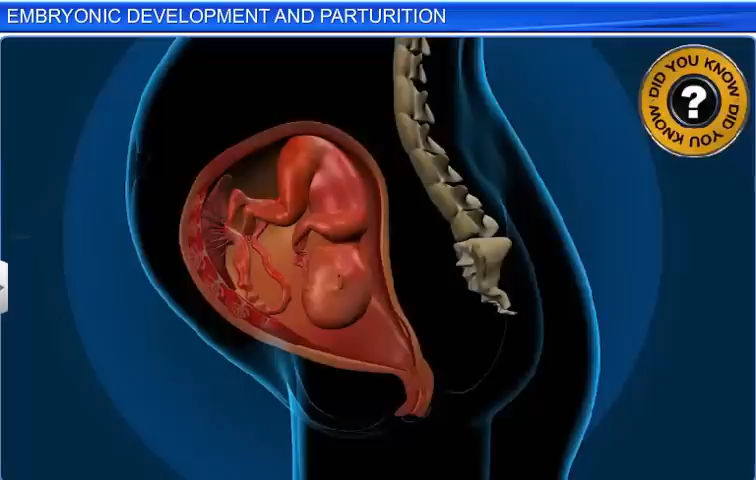 EMBRYONIC DEVELOPMENT AND PARTURITION
DID YOU KNOW
?
DID YOU KNOW